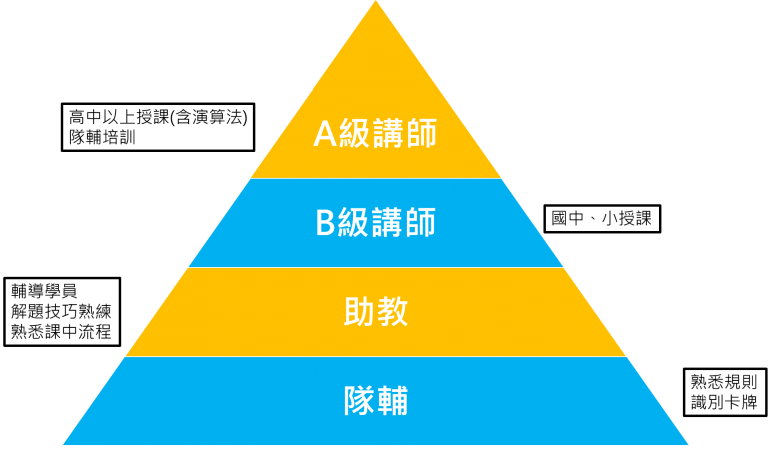 高中以上授課(含演算法)
隊輔培訓
A級講師
B級講師
國中、小授課
輔導學員
解題技巧熟練
熟悉課中流程
助教
熟悉規則
識別卡牌
隊輔